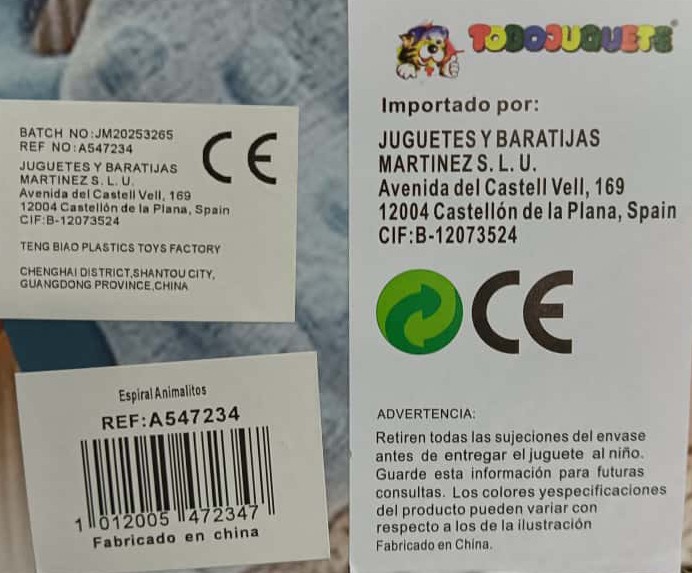 BATCH NO:JM20253265
REF NO:A547234
CE
JUGUETES Y BARATIJAS
MARTINEZ S. L. U.
Avenida del Castell Vell, 169
12004 Castellón de la Plana, Spain
CIF:B-12073524
TENG BIAO PLASTICS TOYS FACTORY
CHENGHAI DISTRICT,SHANTOU CITY,
GUANGDONG PROVINCE,CHINA
Espiral Animalitos
REF:A547234
1 012005 472347
Fabricado en china
TODOJUGUETE
Importado por:
JUGUETES Y BARATIJAS
MARTINEZ S. L. U.
Avenida del Castell Vell, 169
12004 Castellón de la Plana, Spain
CIF:B-12073524
CE
ADVERTENCIA:
Retiren todas las sujeciones del envase
antes de entregar el juguete al niño.
Guarde esta información para futuras
consultas. Los colores yespecificaciones
del producto pueden variar con
respecto a los de la ilustración
Fabricado en China.